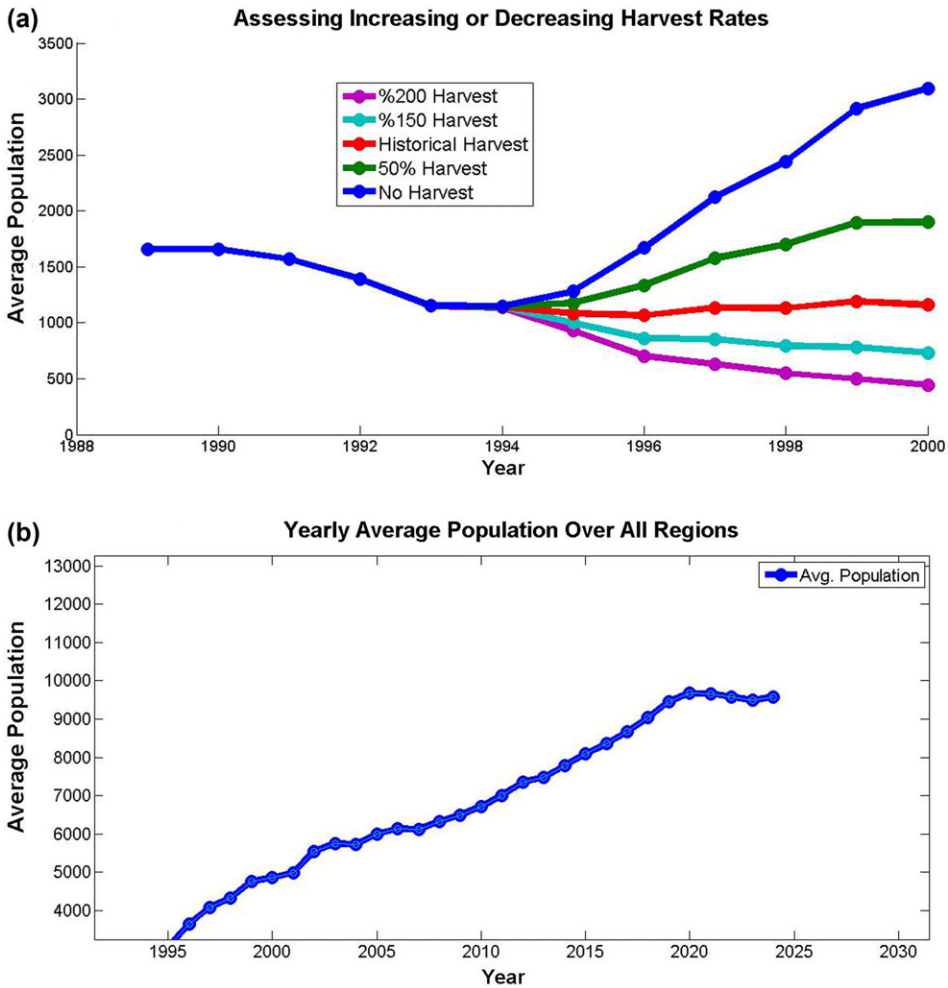 (a)
Assessing Increasing or Decreasing Harvest Rates
3500
3000
2500
2000
1500
1000
500
0
Average Population
%200 Harvest
%150 Harvest
Historical Harvest
50% Harvest
No Harvest
1988 1990 1992 1994 1996 1998 2000
Year
(b)
Yearly Average Population Over All Regions
13000
12000
11000
10000
9000
8000
7000
6000
5000
4000
Average Population
Avg. Population
1995 2000 2005 2010 2015 2020 2025 2030
Year